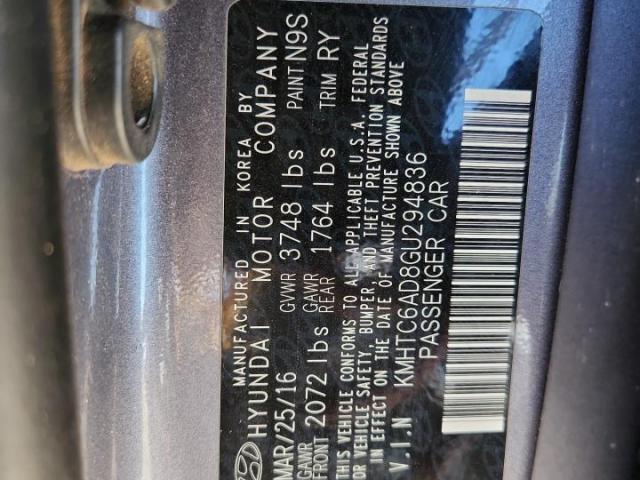 MANUFACTURED IN KOREA BY
HYUNDAI MOTOR COMPANY
MAR/25/16 GVWR 3748 lbs PAINT N9S
GAWR FRONT 2072 lbs GAWR REAR 1764 lbs TRIM RY
THIS VEHICLE CONFORMS TO ALL APPLICABLE U.S.A. FEDERAL
MOTOR VEHICLE SAFETY, BUMPER, AND THEFT PREVENTION STANDARDS
IN EFFECT ON THE DATE OF MANUFACTURE SHOWN ABOVE
V.I.N KMHTC6AD8GU294836
PASSENGER CAR